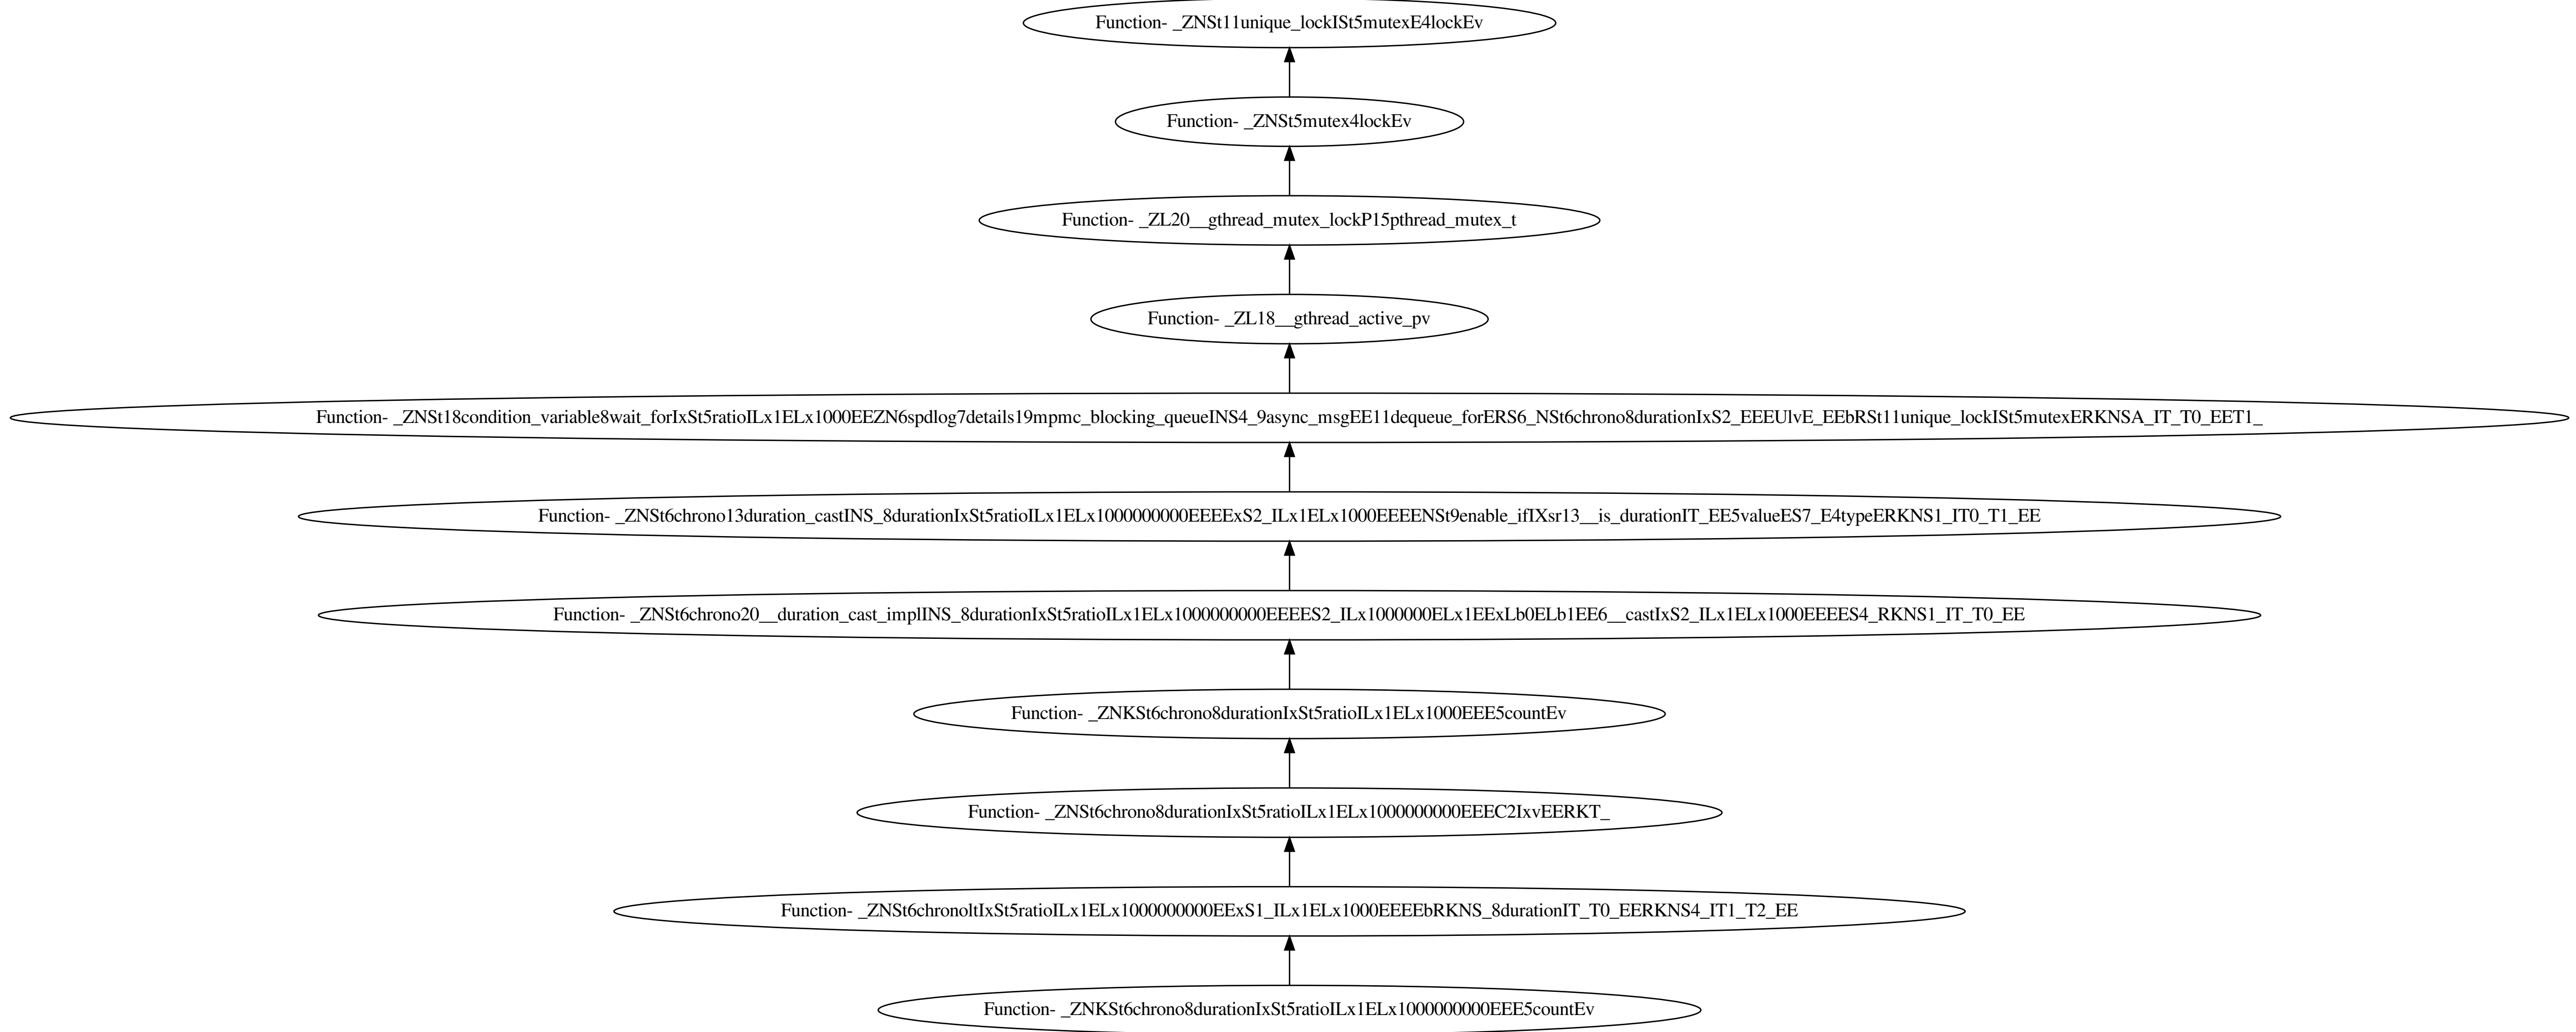 Function- _ZNSt11unique_lockISt5mutexE4lockEv
Function- _ZNSt5mutex4lockEv
Function- _ZL20__gthread_mutex_lockP15pthread_mutex_t
Function- _ZL18__gthread_active_pv
Function- _ZNSt18condition_variable8wait_forIxSt5ratioILx1ELx1000EEZN6spdlog7details19mpmc_blocking_queueINS4_9async_msgEE11dequeue_forERS6_NSt6chrono8durationIxS2_EEEUlvE_EEbRSt11unique_lockISt5mutexERKNSA_IT_T0_EET1_
Function- _ZNSt6chrono13duration_castINS_8durationIxSt5ratioILx1ELx1000000000EEEExS2_ILx1ELx1000EEEENSt9enable_ifIXsr13__is_durationIT_EE5valueES7_E4typeERKNS1_IT0_T1_EE
Function- _ZNSt6chrono20__duration_cast_implINS_8durationIxSt5ratioILx1ELx1000000000EEEES2_ILx1000000ELx1EExLb0ELb1EE6__castIxS2_ILx1ELx1000EEEES4_RKNS1_IT_T0_EE
Function- _ZNKSt6chrono8durationIxSt5ratioILx1ELx1000EEE5countEv
Function- _ZNSt6chrono8durationIxSt5ratioILx1ELx1000000000EEEC2IxvEERKT_
Function- _ZNSt6chronoltIxSt5ratioILx1ELx1000000000EExS1_ILx1ELx1000EEEEbRKNS_8durationIT_T0_EERKNS4_IT1_T2_EE
Function- _ZNKSt6chrono8durationIxSt5ratioILx1ELx1000000000EEE5countEv